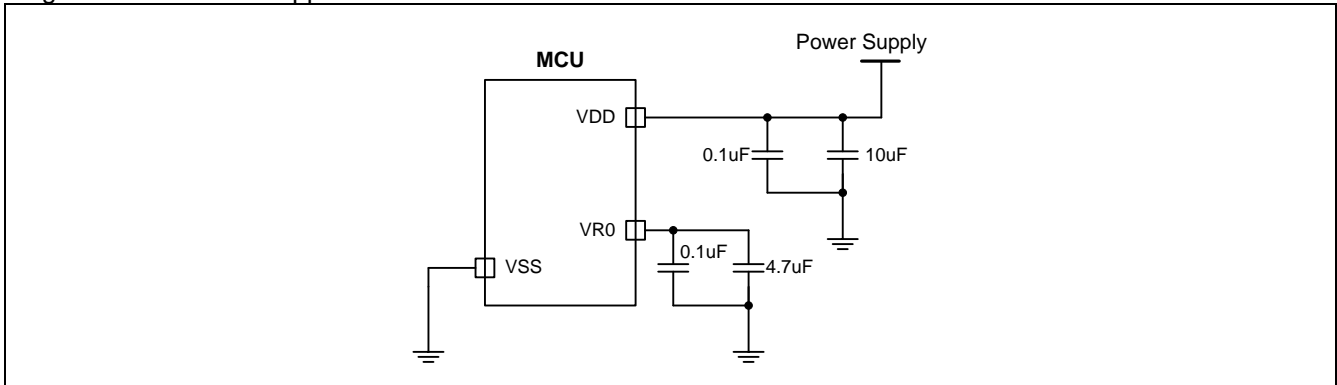 Power Supply
MCU
VDD
0.1uF
10uF
VR0
0.1uF
4.7uF
VSS